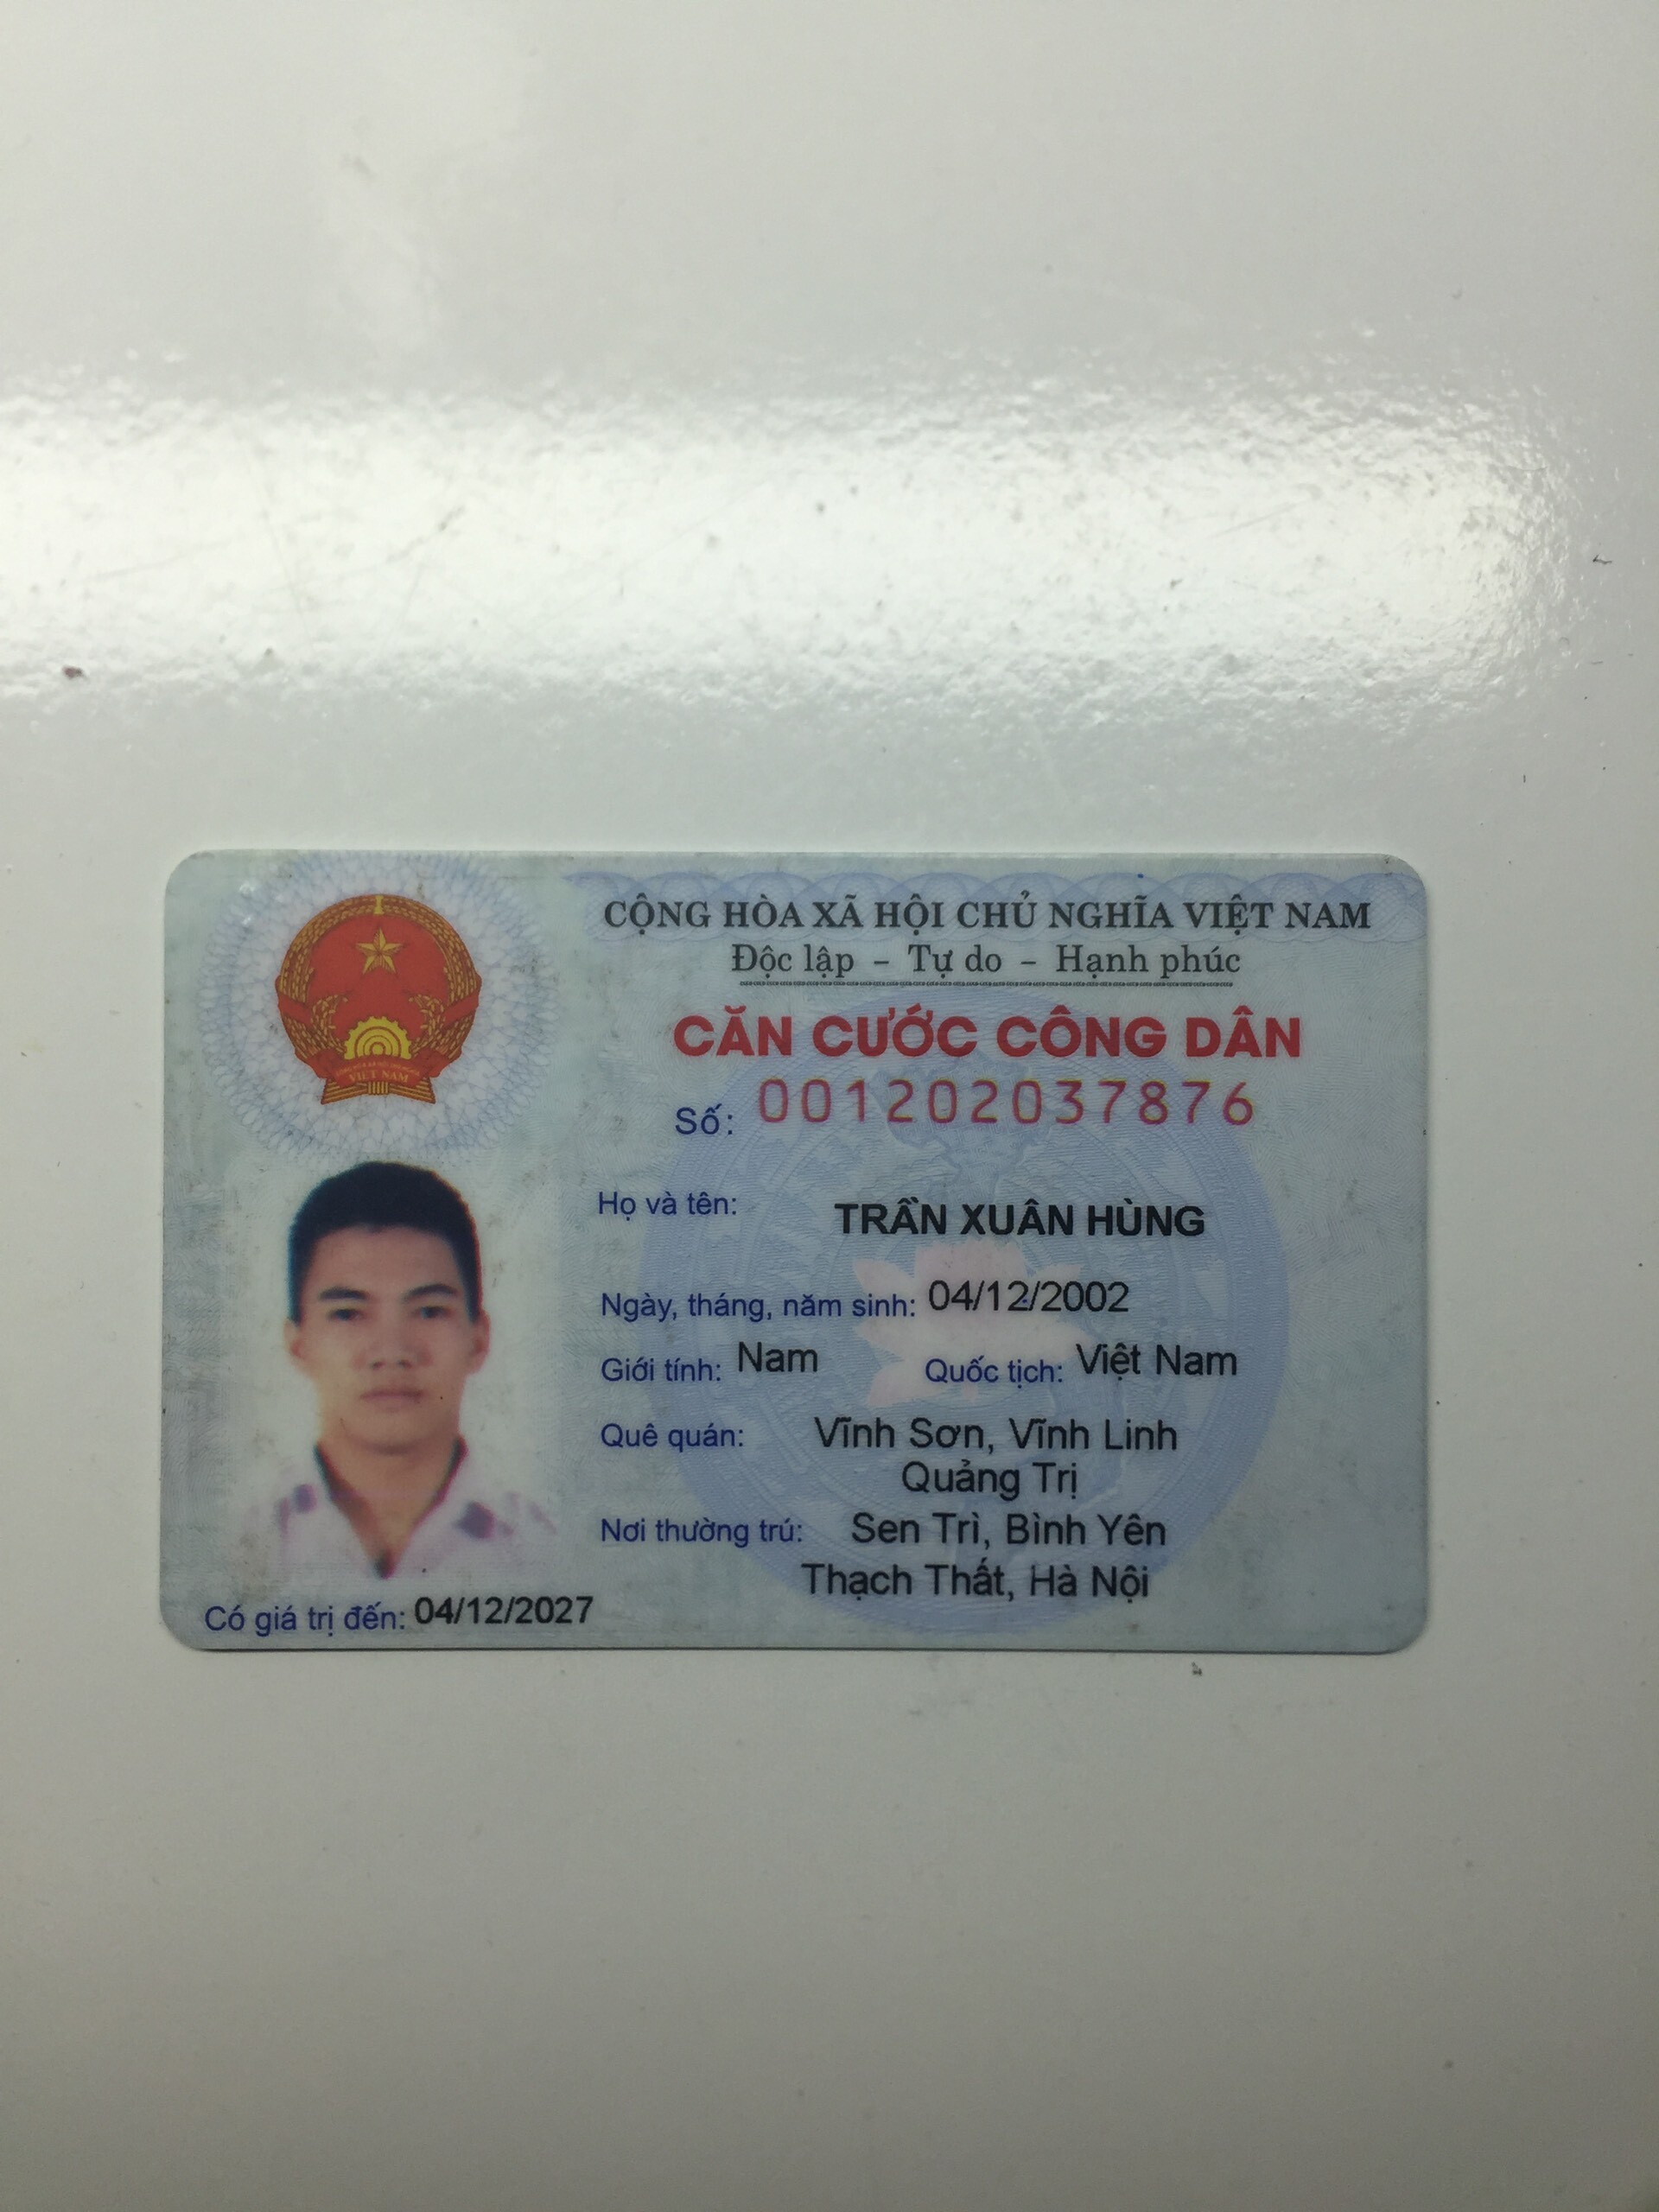 CỘNG HÒA XÃ HỘI CHỦ NGHĨA VIỆT NAM
Độc lập – Tự do – Hạnh phúc
CĂN CƯỚC CÔNG DÂN
Số: 001202037876
Họ và tên: TRẦN XUÂN HÙNG
Ngày, tháng, năm sinh: 04/12/2002
Giới tính: Nam Quốc tịch: Việt Nam
Quê quán: Vĩnh Sơn, Vĩnh Linh
Quảng Trị
Nơi thường trú: Sen Trì, Bình Yên
Thạch Thất, Hà Nội
Có giá trị đến: 04/12/2027
VIỆT NAM